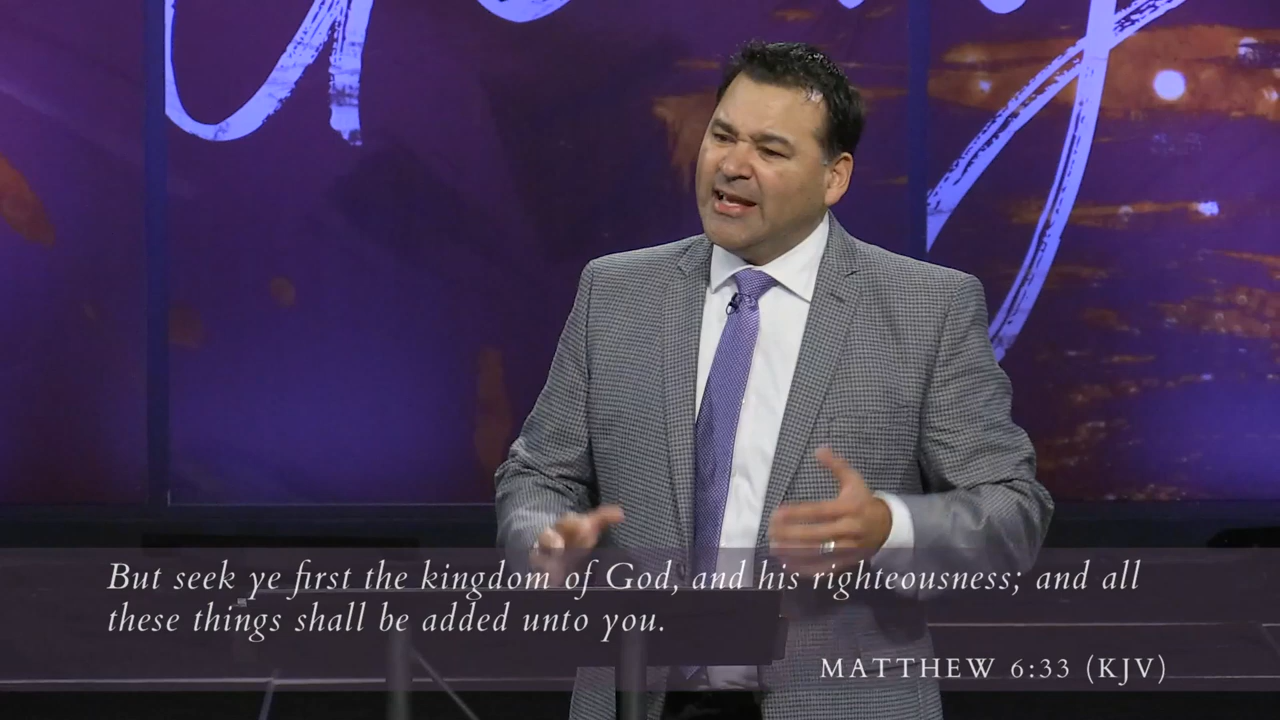 But seek ye first the kingdom of God, and his righteousness; and all
these things shall be added unto you.
MATTHEW 6:33 (KJV)